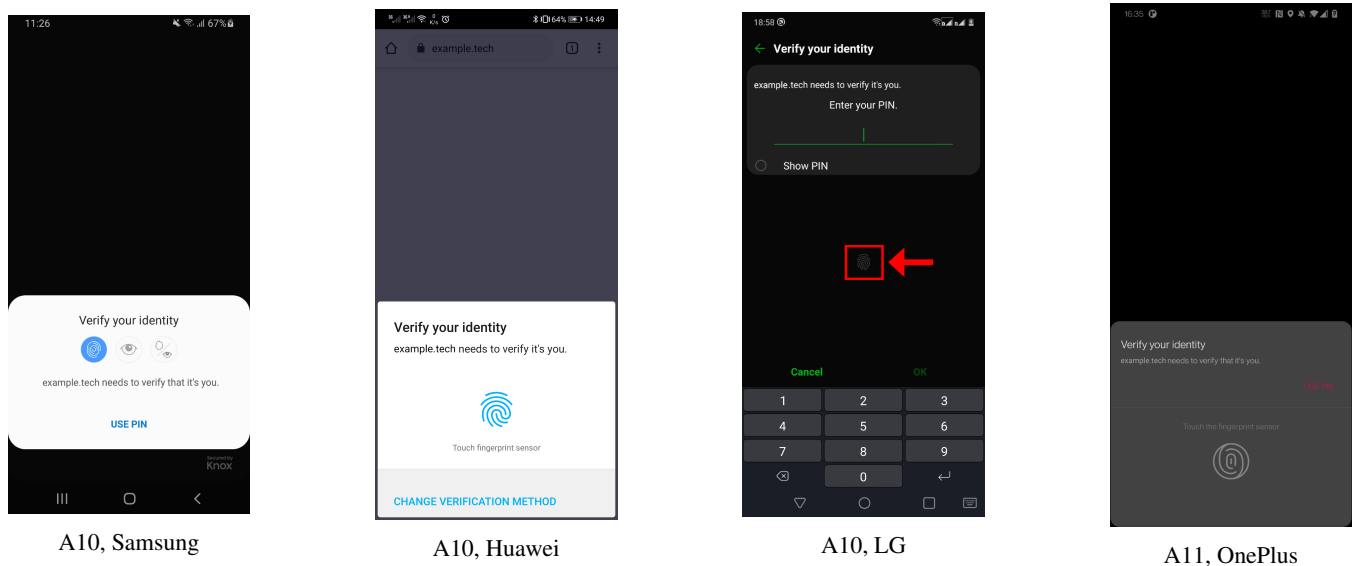 11:26
67%
Verify your identity
example.tech needs to verify that it's you.
USE PIN
Secured by
Knox
A10, Samsung
64% 14:49
example.tech
1
Verify your identity
example.tech needs to verify it's you.
Touch fingerprint sensor
CHANGE VERIFICATION METHOD
A10, Huawei
18:58
Verify your identity
example.tech needs to verify it's you.
Enter your PIN.
Show PIN
Cancel OK
1 2 3
4 5 6
7 8 9
0
A10, LG
16:35
Verify your identity
example.tech needs to verify that it's you.
USE PIN
Touch the fingerprint sensor
A11, OnePlus